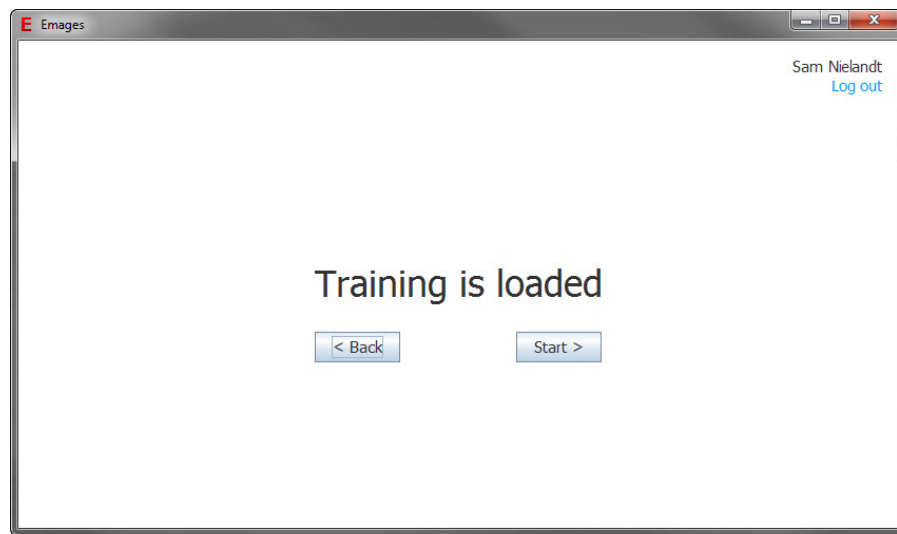 E Emages
Sam Nielandt
Log out
Training is loaded
< Back
Start >